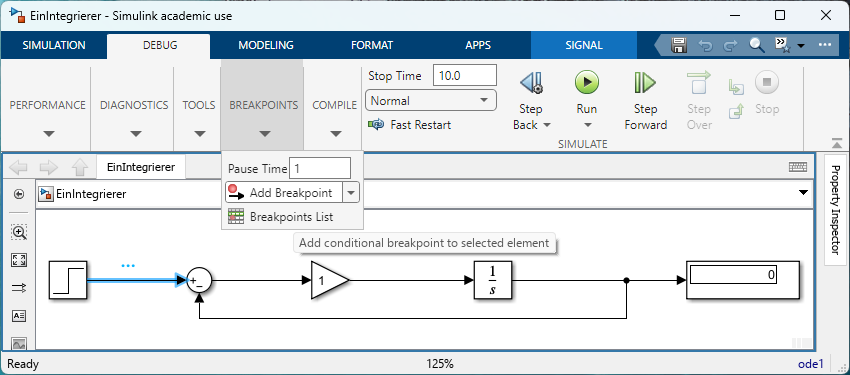 EinIntegrierer - Simulink academic use
SIMULATION DEBUG MODELING FORMAT APPS SIGNAL
Stop Time 10.0
Normal
Fast Restart
PERFORMANCE DIAGNOSTICS TOOLS BREAKPOINTS COMPILE
Step Back Run Step Forward Step Over Stop
SIMULATE
EinIntegrierer
Pause Time 1
Add Breakpoint
Breakpoints List
EinIntegrierer
Property Inspector
Add conditional breakpoint to selected element
+
−
1
1
s
0
Ready 125% ode1